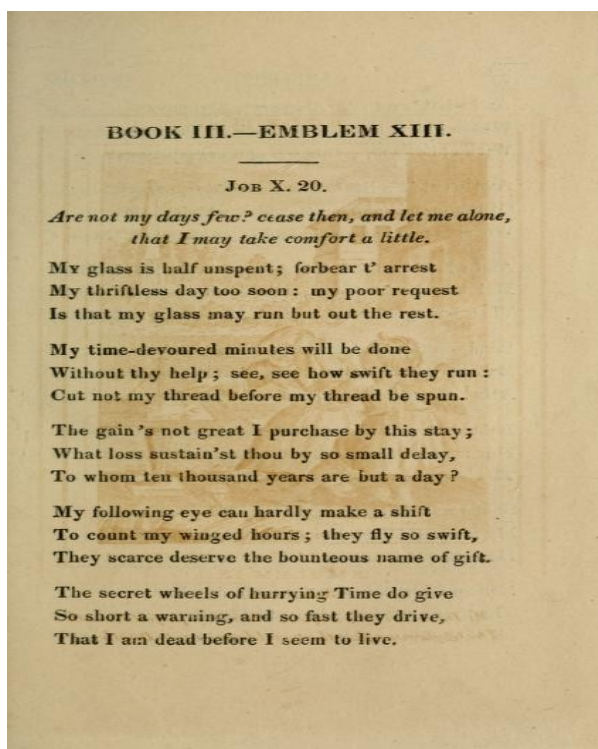 BOOK III.—EMBLEM XIII.
JOB X. 20.
Are not my days few? cease then, and let me alone,
that I may take comfort a little.
MY glass is half unspent; forbear t' arrest
My thriftless day too soon: my poor request
Is that my glass may run but out the rest.
My time-devoured minutes will be done
Without thy help; see, see how swift they run:
Cut not my thread before my thread be spun.
The gain's not great I purchase by this stay;
What loss sustain'st thou by so small delay,
To whom ten thousand years are but a day?
My following eye can hardly make a shift
To count my winged hours; they fly so swift,
They scarce deserve the bounteous name of gift.
The secret wheels of hurrying Time do give
So short a warning, and so fast they drive,
That I am dead before I seem to live.